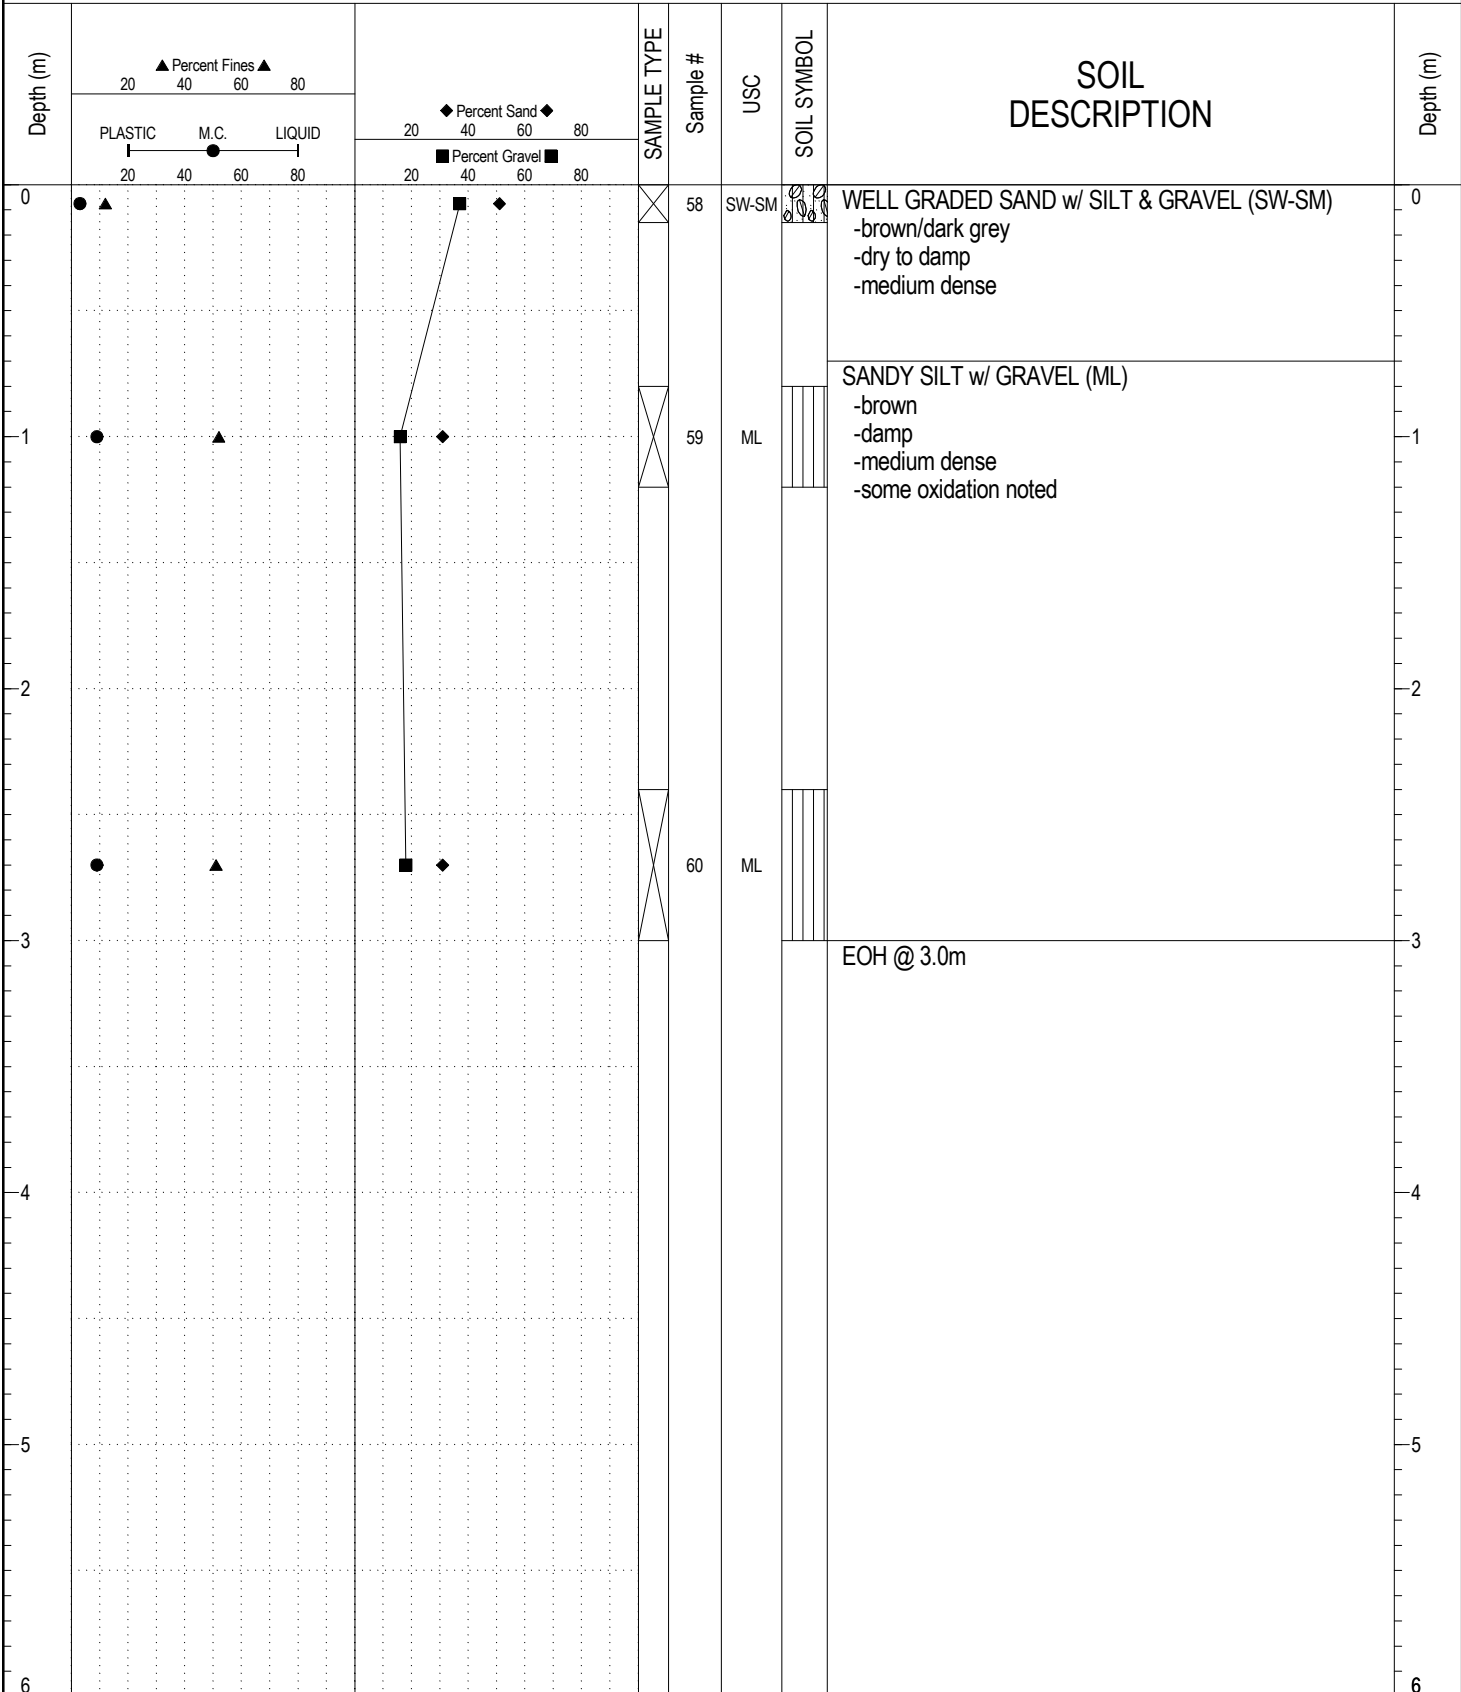 Depth (m)
▲ Percent Fines ▲
20 40 60 80
PLASTIC M.C. LIQUID
20 40 60 80
◆ Percent Sand ◆
20 40 60 80
■ Percent Gravel ■
20 40 60 80
SAMPLE TYPE
Sample #
USC
SOIL SYMBOL
SOIL
DESCRIPTION
Depth (m)
0 58 SW-SM WELL GRADED SAND w/ SILT & GRAVEL (SW-SM) 0
-brown/dark grey
-dry to damp
-medium dense
SANDY SILT w/ GRAVEL (ML)
-brown
1 59 ML -damp 1
-medium dense
-some oxidation noted
2 2
60 ML
3 3
EOH @ 3.0m
4 4
5 5
6 6